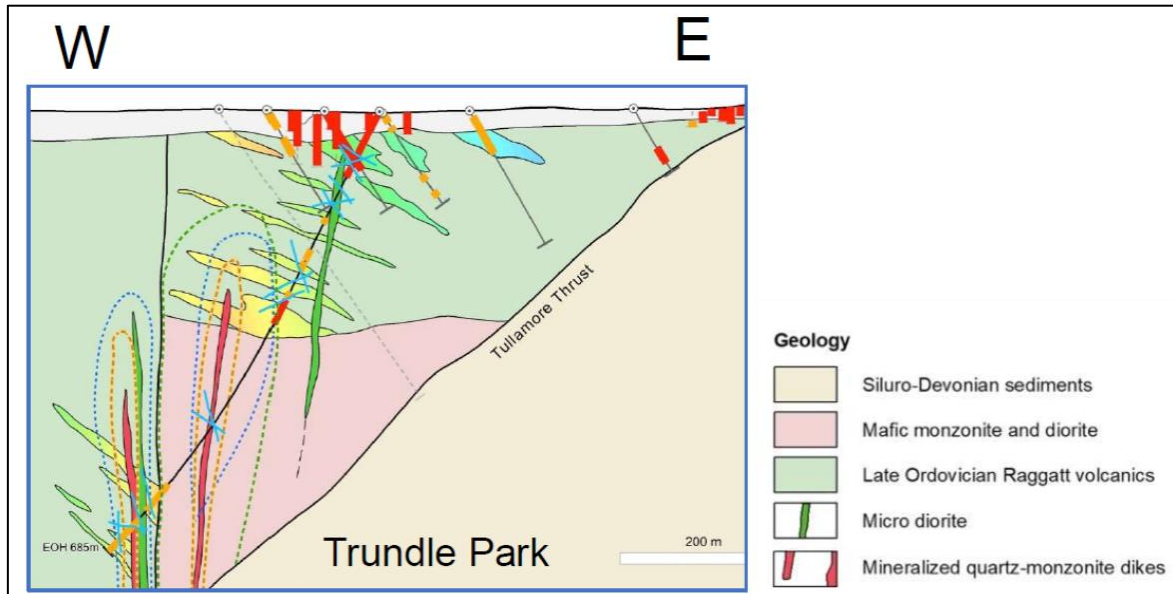 W
E
Tullamore Thrust
EOH 685m
Trundle Park
200 m
Geology
Siluro-Devonian sediments
Mafic monzonite and diorite
Late Ordovician Raggatt volcanics
Micro diorite
Mineralized quartz-monzonite dikes